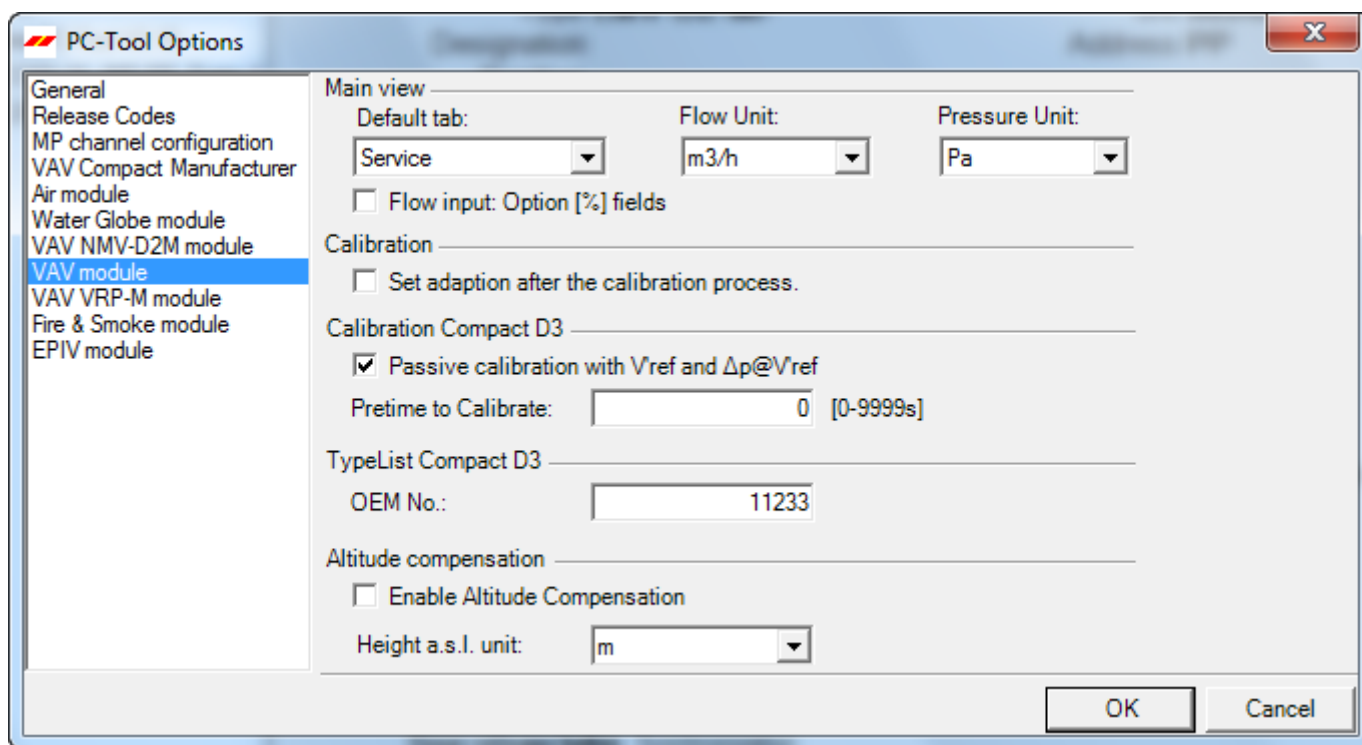 PC-Tool Options
General
Release Codes
MP channel configuration
VAV Compact Manufacturer
Air module
Water Globe module
VAV NMV-D2M module
VAV module
VAV VRP-M module
Fire & Smoke module
EPIV module
Main view
Default tab: Flow Unit: Pressure Unit:
Service m3/h Pa
Flow input: Option [%] fields
Calibration
Set adaption after the calibration process.
Calibration Compact D3
Passive calibration with V'ref and Δp@V'ref
Pretime to Calibrate: 0 [0-9999s]
TypeList Compact D3
OEM No.: 11233
Altitude compensation
Enable Altitude Compensation
Height a.s.l. unit: m
OK Cancel